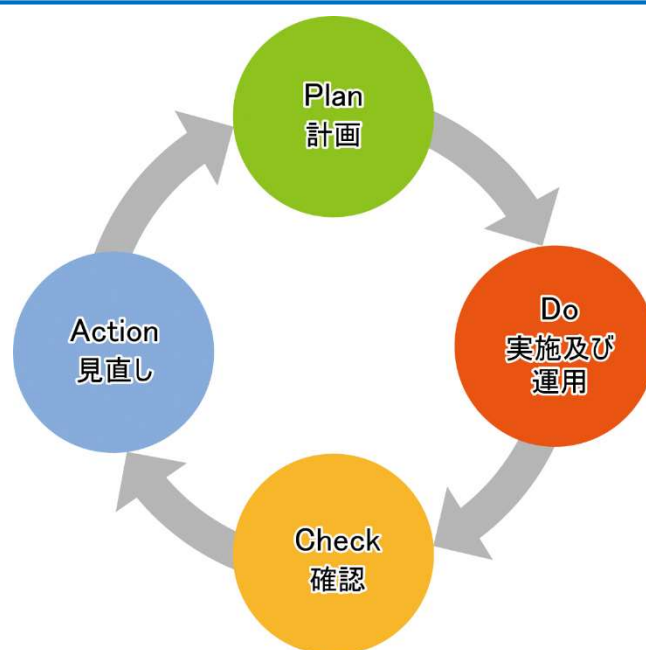 Plan
計画
Do
実施及び
運用
Check
確認
Action
見直し